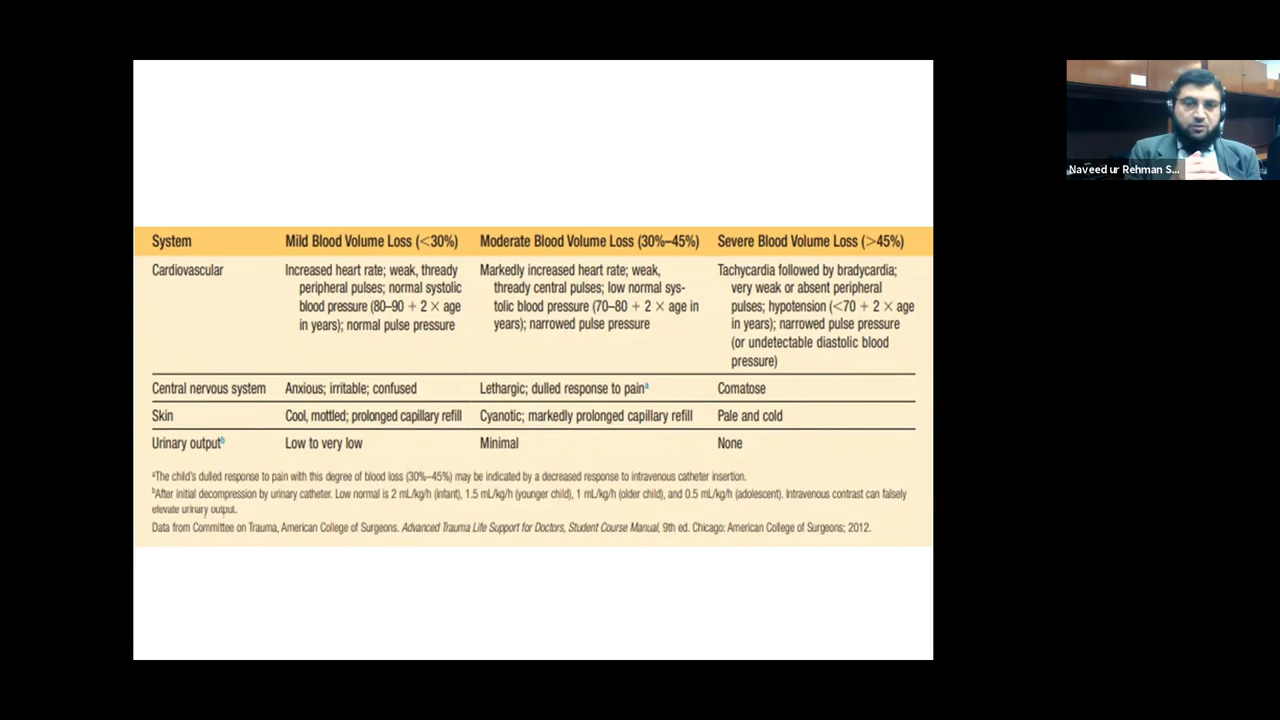 System Mild Blood Volume Loss (<30%) Moderate Blood Volume Loss (30%–45%) Severe Blood Volume Loss (>45%)
Cardiovascular
Increased heart rate; weak, thready
peripheral pulses; normal systolic
blood pressure (80–90 + 2 × age
in years); normal pulse pressure
Markedly increased heart rate; weak,
thready central pulses; low normal sys-
tolic blood pressure (70–80 + 2 × age in
years); narrowed pulse pressure
Tachycardia followed by bradycardia;
very weak or absent peripheral
pulses; hypotension (<70 + 2 × age
in years); narrowed pulse pressure
(or undetectable diastolic blood
pressure)
Central nervous system Anxious; irritable; confused Lethargic; dulled response to painᵃ Comatose
Skin Cool, mottled; prolonged capillary refill Cyanotic; markedly prolonged capillary refill Pale and cold
Urinary outputᵇ Low to very low Minimal None
ᵃThe child's dulled response to pain with this degree of blood loss (30%–45%) may be indicated by a decreased response to intravenous catheter insertion.
ᵇAfter initial decompression by urinary catheter. Low normal is 2 mL/kg/h (infant), 1.5 mL/kg/h (younger child), 1 mL/kg/h (older child), and 0.5 mL/kg/h (adolescent). Intravenous contrast can falsely
elevate urinary output.
Data from Committee on Trauma, American College of Surgeons. Advanced Trauma Life Support for Doctors, Student Course Manual, 9th ed. Chicago: American College of Surgeons; 2012.
Naveed ur Rehman S...